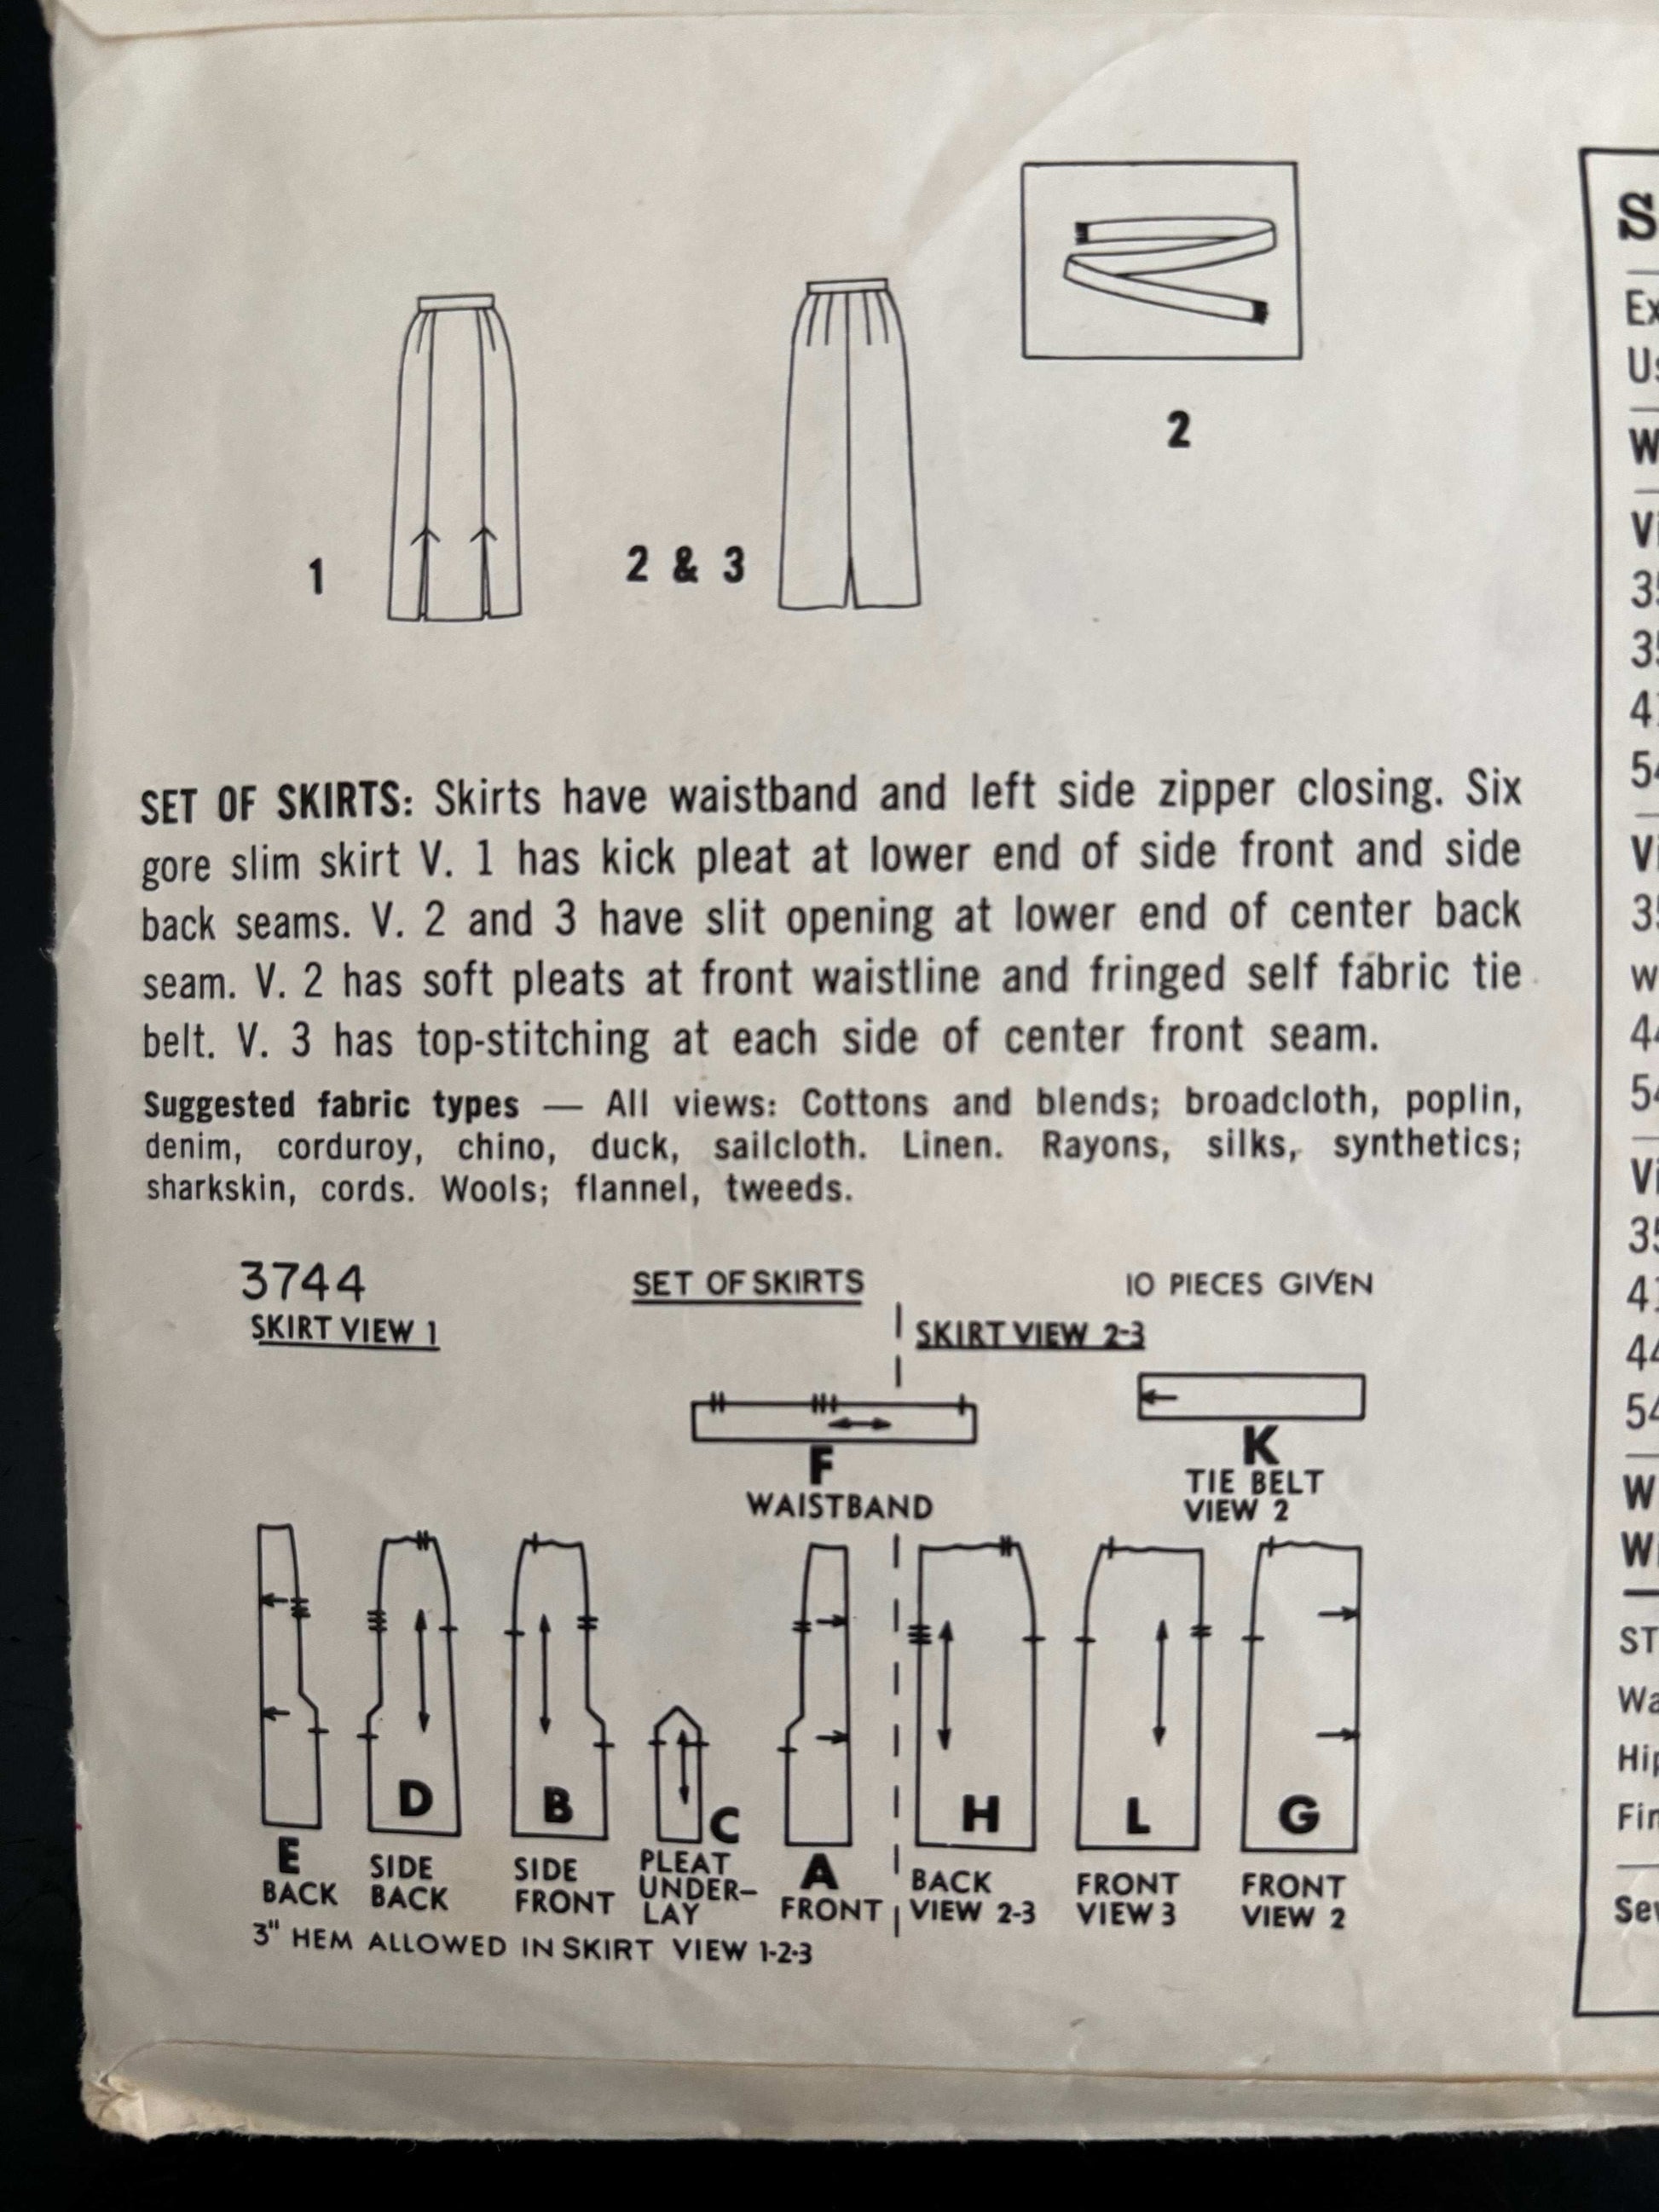 2
1
2 & 3
SET OF SKIRTS: Skirts have waistband and left side zipper closing. Six
gore slim skirt V. 1 has kick pleat at lower end of side front and side
back seams. V. 2 and 3 have slit opening at lower end of center back
seam. V. 2 has soft pleats at front waistline and fringed self fabric tie
belt. V. 3 has top-stitching at each side of center front seam.
Suggested fabric types — All views: Cottons and blends; broadcloth, poplin,
denim, corduroy, chino, duck, sailcloth. Linen. Rayons, silks, synthetics;
sharkskin, cords. Wools; flannel, tweeds.
3744 SET OF SKIRTS 10 PIECES GIVEN
SKIRT VIEW 1 SKIRT VIEW 2-3
F
WAISTBAND
K
TIE BELT
VIEW 2
E
BACK
D
SIDE
BACK
B
SIDE
FRONT
C
PLEAT
UNDER-
LAY
A
FRONT
H
BACK
VIEW 2-3
L
FRONT
VIEW 3
G
FRONT
VIEW 2
3" HEM ALLOWED IN SKIRT VIEW 1-2-3